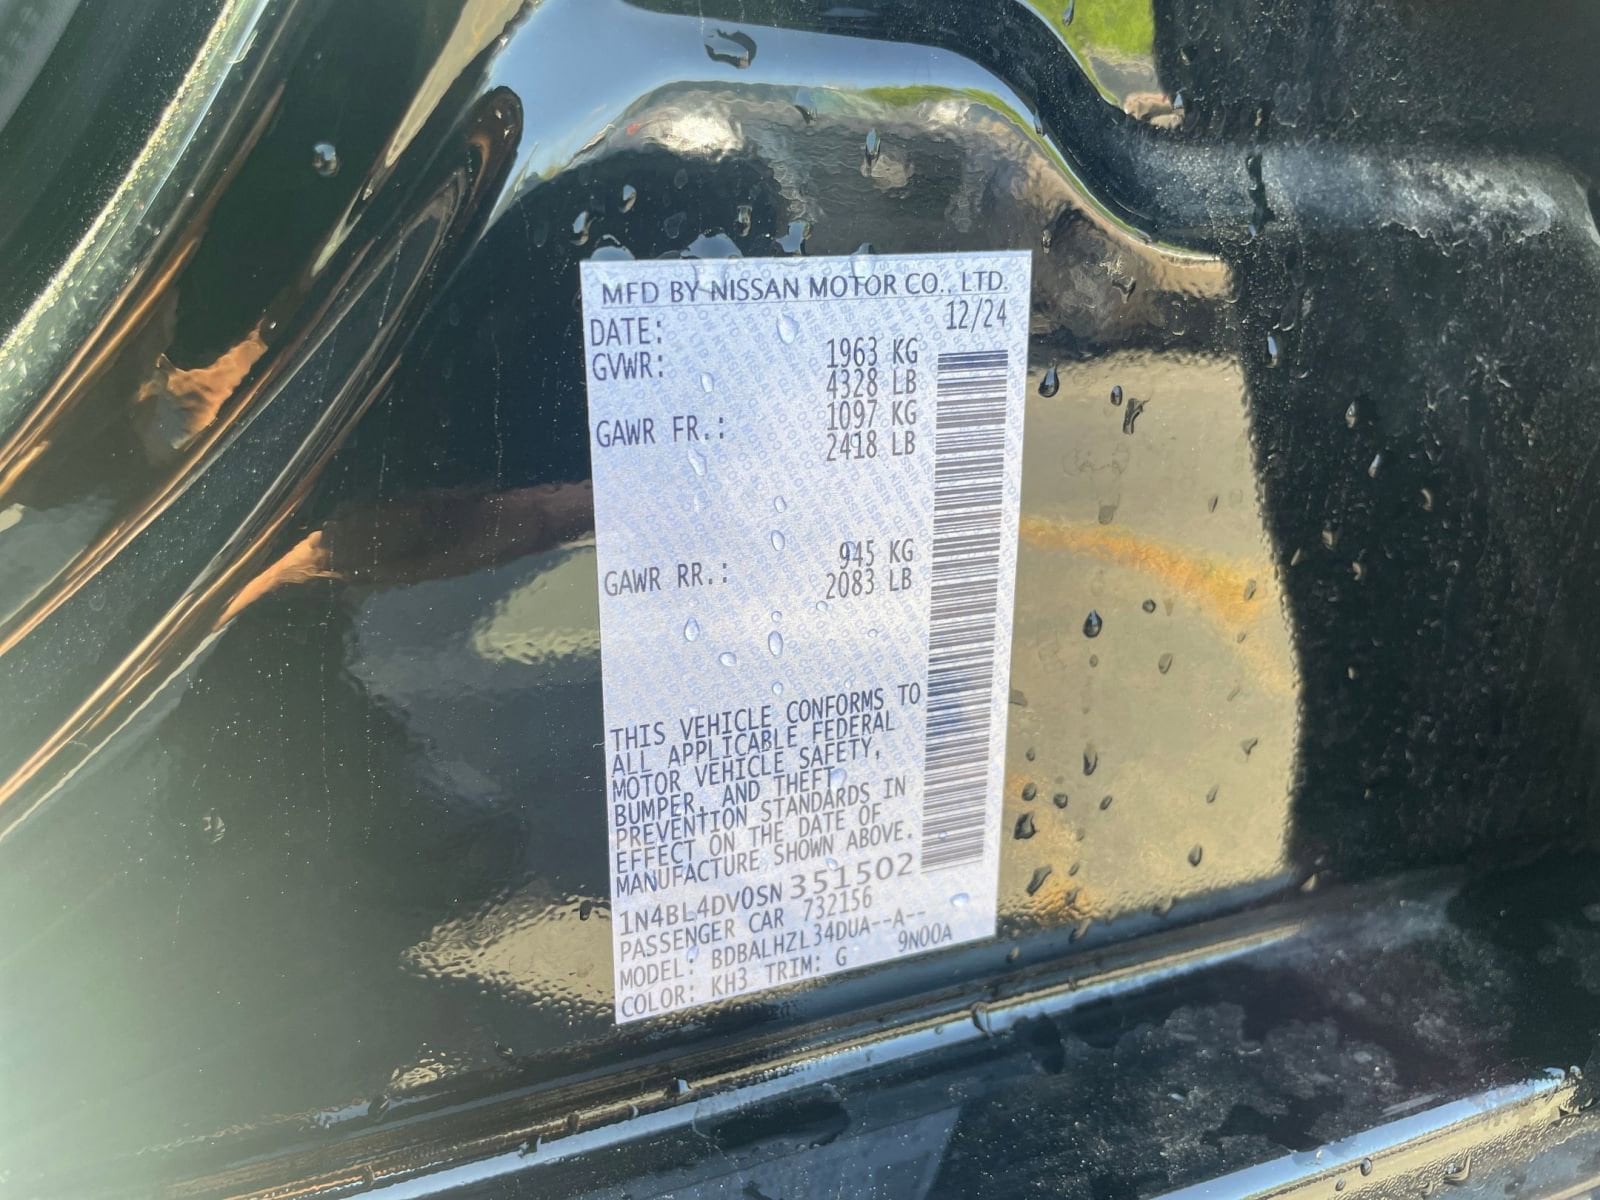 MFD BY NISSAN MOTOR CO., LTD.
DATE: 12/24
GVWR: 1963 KG
4328 LB
GAWR FR.: 1097 KG
2418 LB
GAWR RR.: 945 KG
2083 LB
THIS VEHICLE CONFORMS TO
ALL APPLICABLE FEDERAL
MOTOR VEHICLE SAFETY,
BUMPER, AND THEFT
PREVENTION STANDARDS IN
EFFECT ON THE DATE OF
MANUFACTURE SHOWN ABOVE.
1N4BL4DV0SN351502
PASSENGER CAR 732156
MODEL: BDBALHZL34DUA--A--
COLOR: KH3 TRIM: G 9N00A